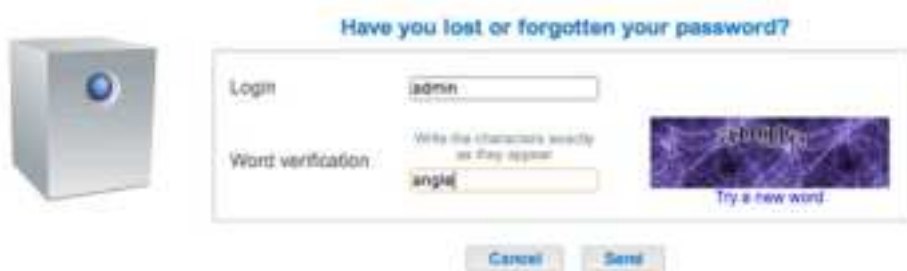 Have you lost or forgotten your password?
Login
admin
Write the characters exactly
as they appear
Word verification
angle
Try a new word
Cancel
Send